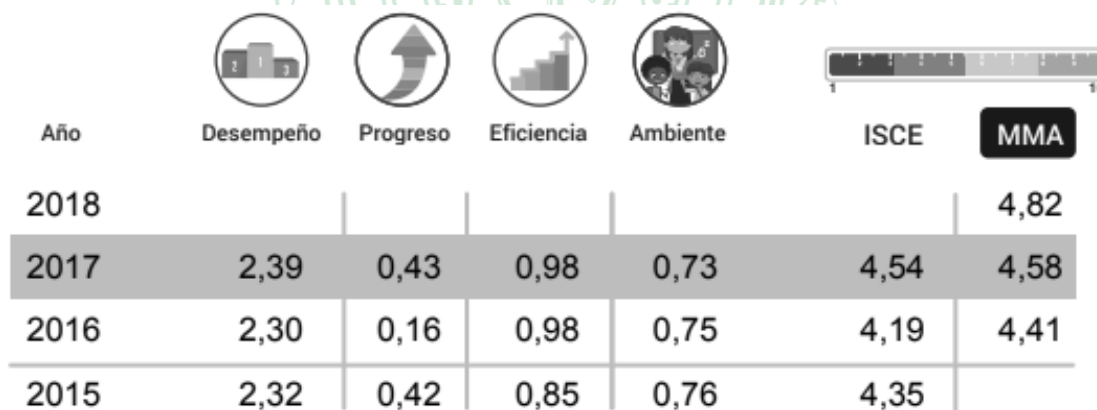 Año Desempeño Progreso Eficiencia Ambiente ISCE MMA
2018 4,82
2017 2,39 0,43 0,98 0,73 4,54 4,58
2016 2,30 0,16 0,98 0,75 4,19 4,41
2015 2,32 0,42 0,85 0,76 4,35